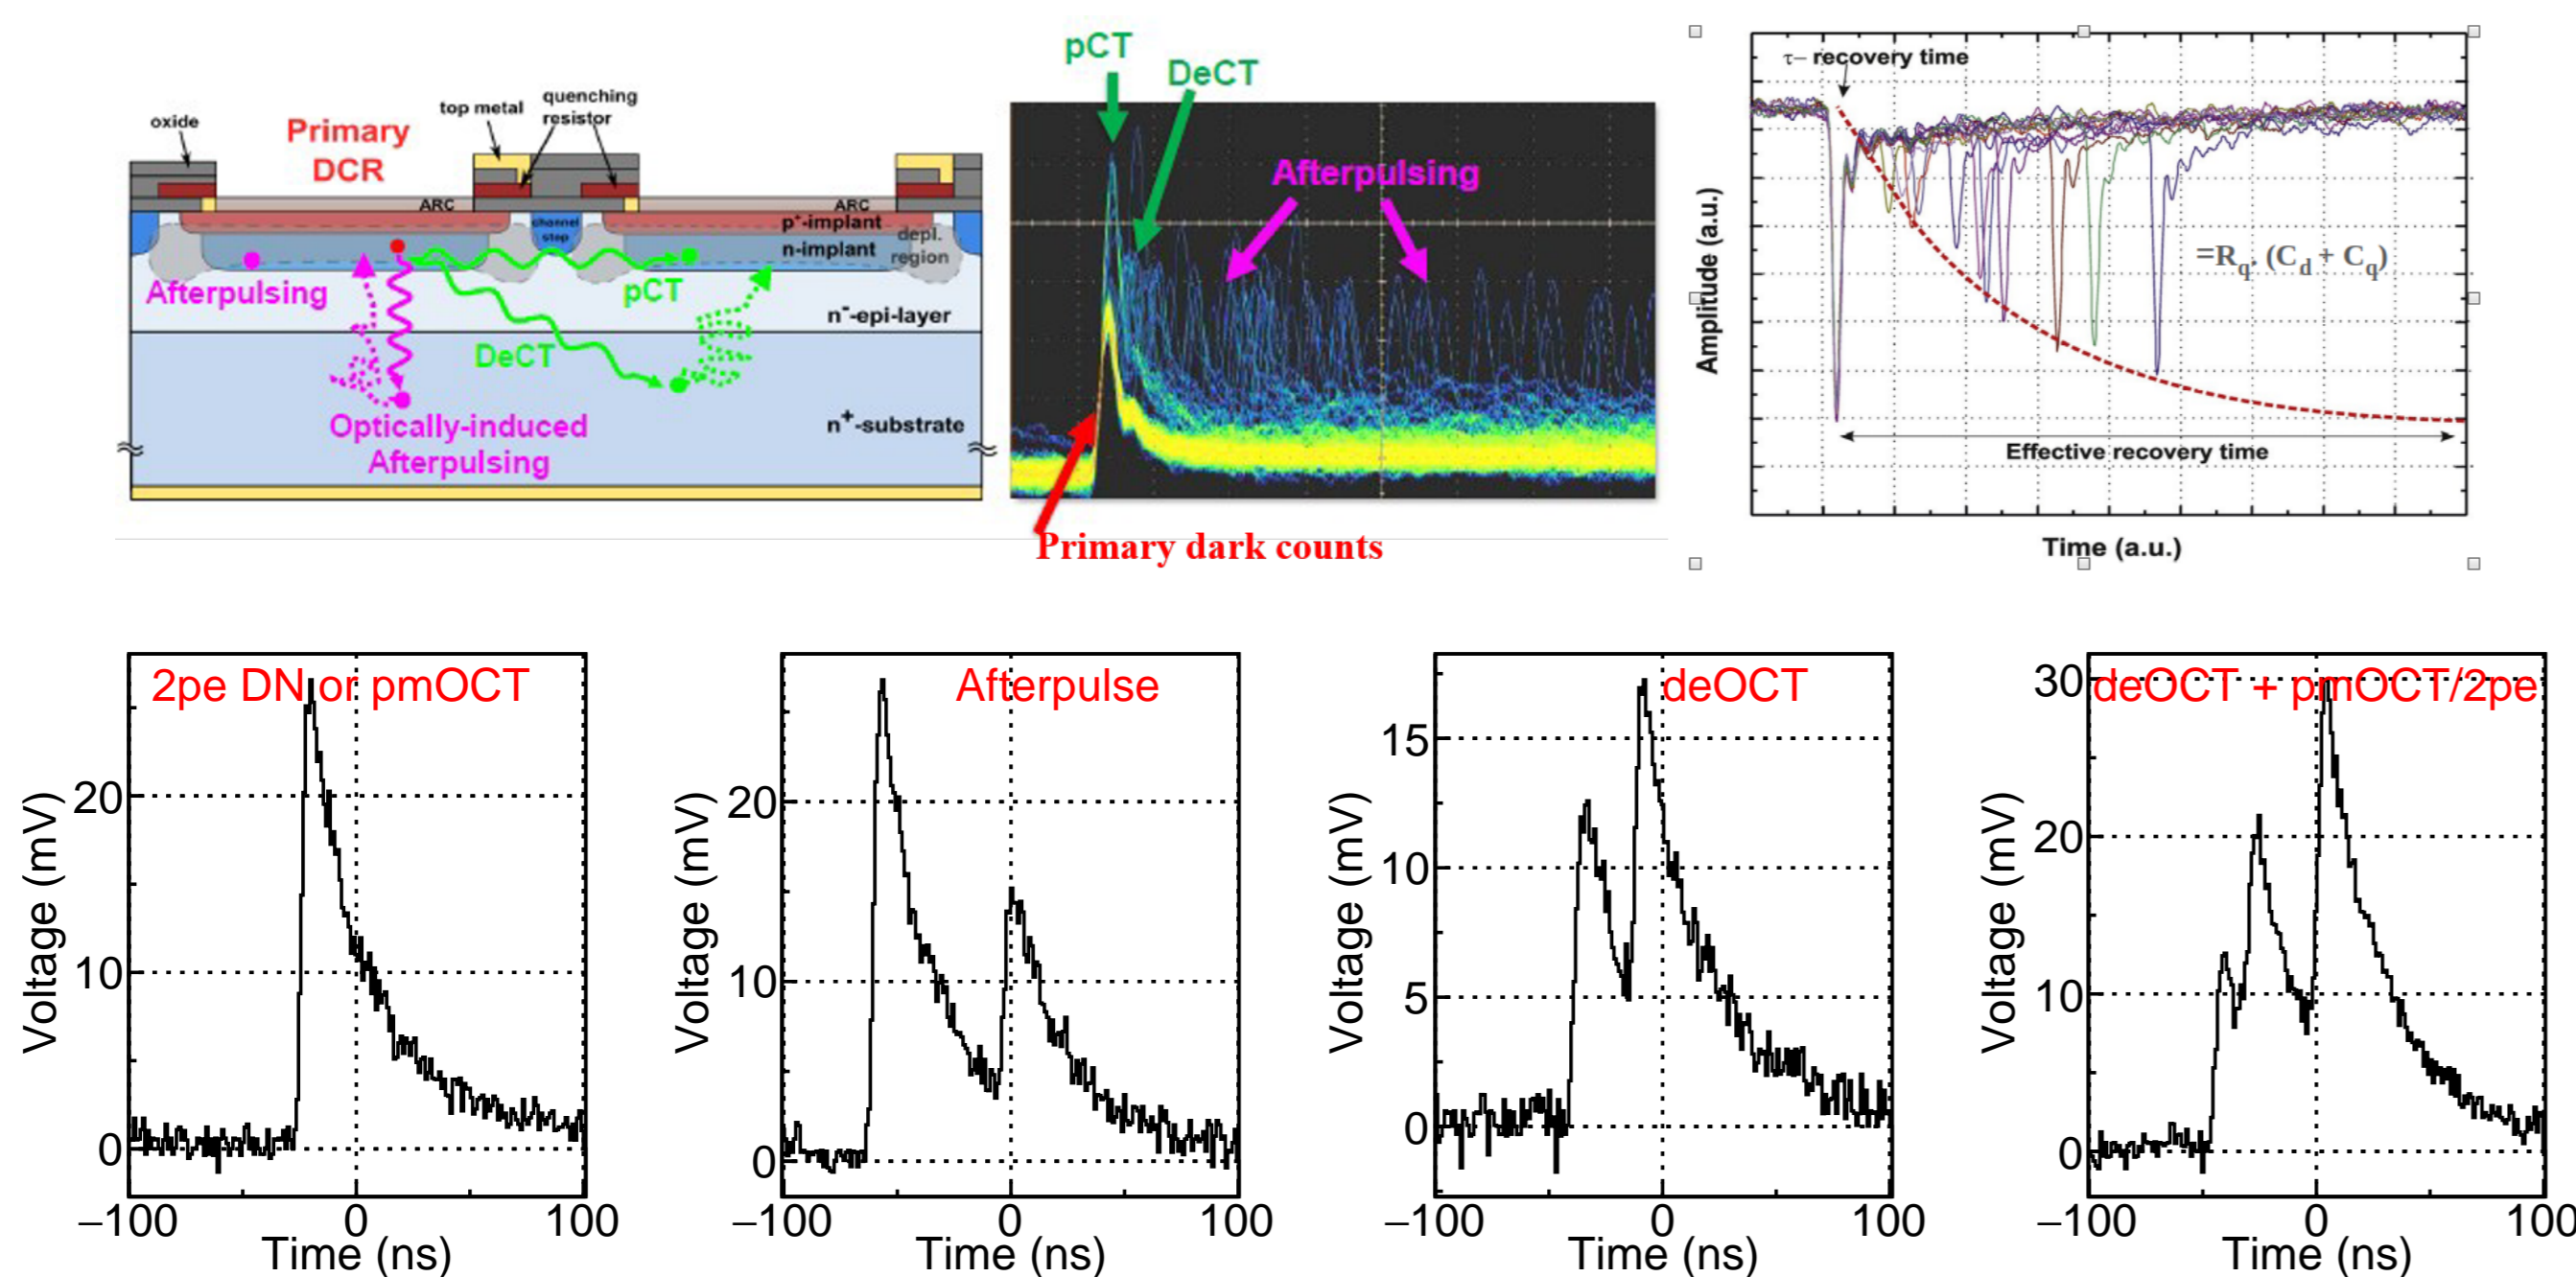 oxide
Primary
DCR
top metal
quenching
resistor
ARC
ARC
channel
stop
p⁺-implant
n-implant
depl.
region
Afterpulsing
pCT
n⁻-epi-layer
DeCT
Optically-induced
Afterpulsing
n⁺-substrate
pCT
DeCT
Afterpulsing
Primary dark counts
τ– recovery time
=Rq. (Cd + Cq)
Effective recovery time
Amplitude (a.u.)
Time (a.u.)
2pe DN or pmOCT
Voltage (mV)
20
10
0
−100 0 100
Time (ns)
Afterpulse
Voltage (mV)
20
10
0
−100 0 100
Time (ns)
deOCT
Voltage (mV)
15
10
5
0
−100 0 100
Time (ns)
deOCT + pmOCT/2pe
Voltage (mV)
30
20
10
0
−100 0 100
Time (ns)